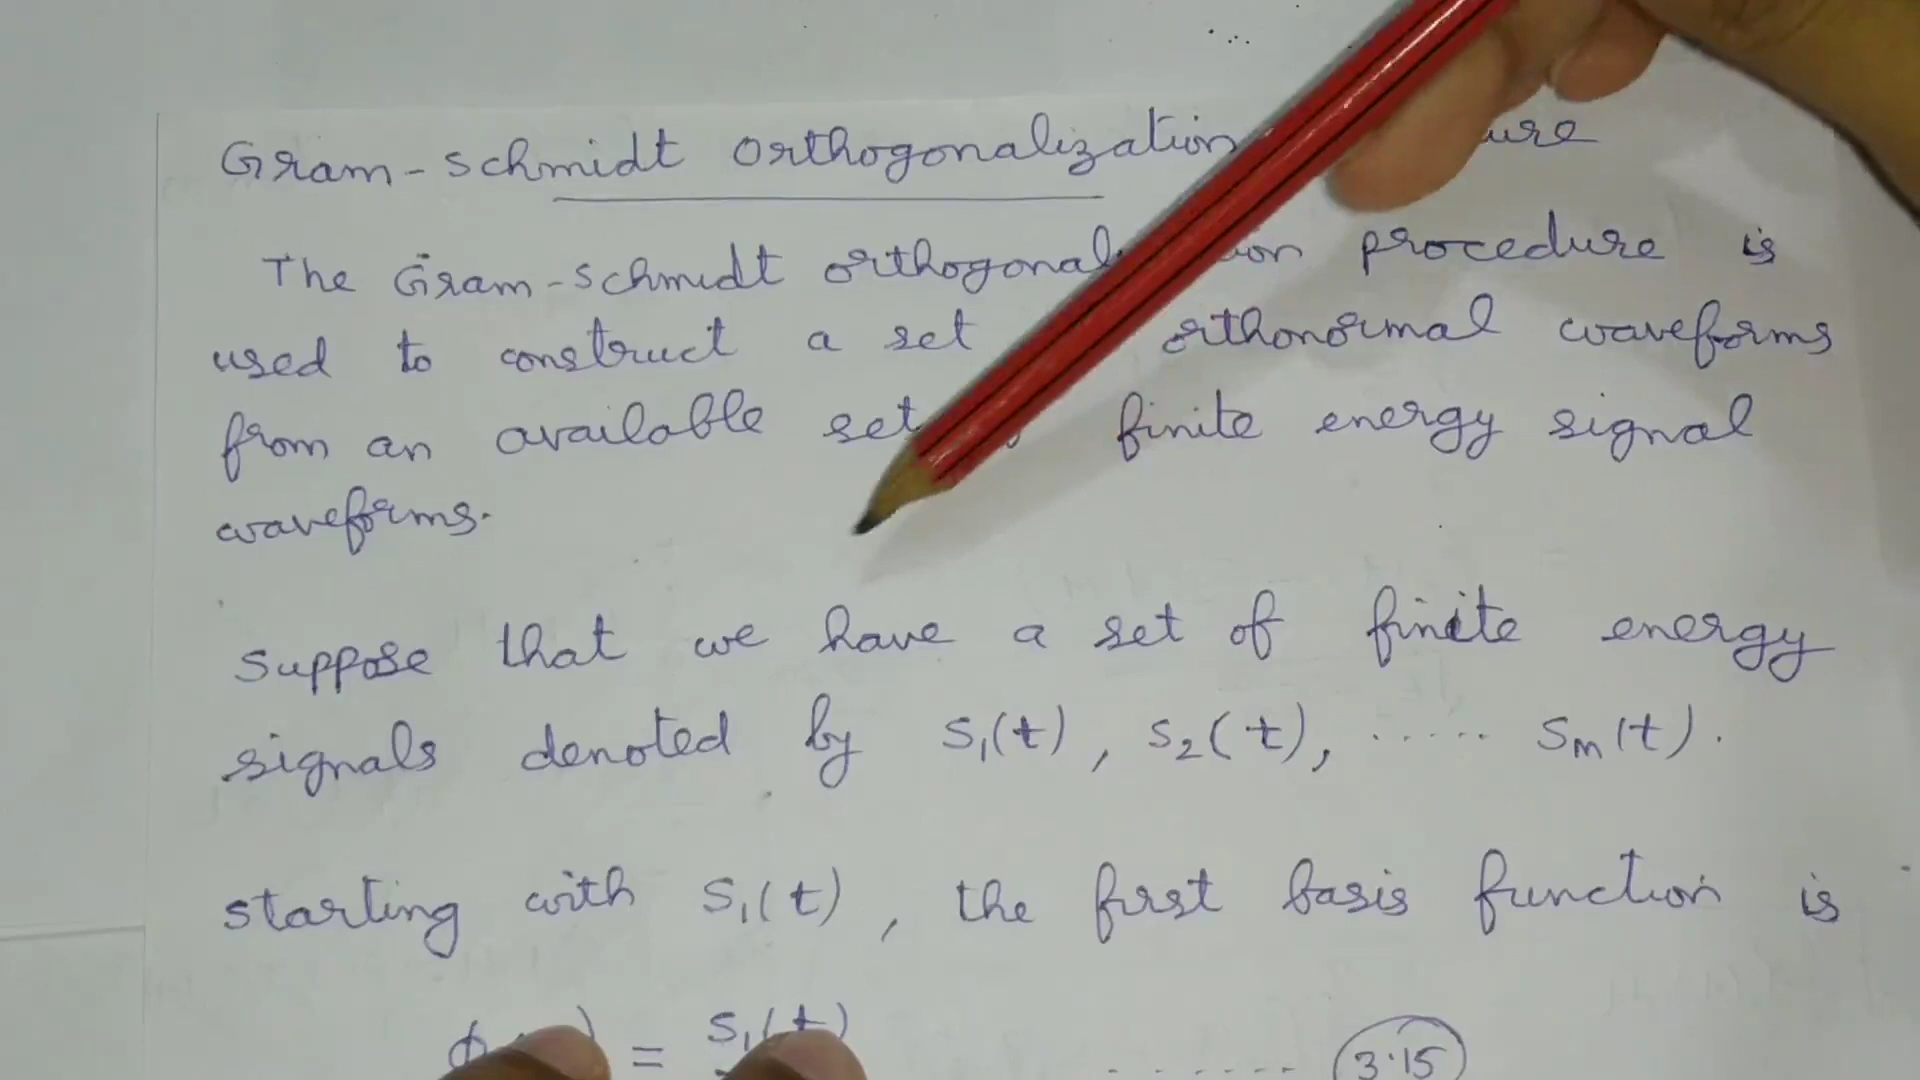 Gram-Schmidt Orthogonalization
The Gram-Schmidt procedure is
used to construct a set orthonormal waveforms
from an available set finite energy signal
waveforms.
Suppose that we have a set of finite energy
signals denoted by S₁(t), S₂(t), ...... Sm(t).
starting with S₁(t), the first basis function is
= S₁(t) ....... 3.15